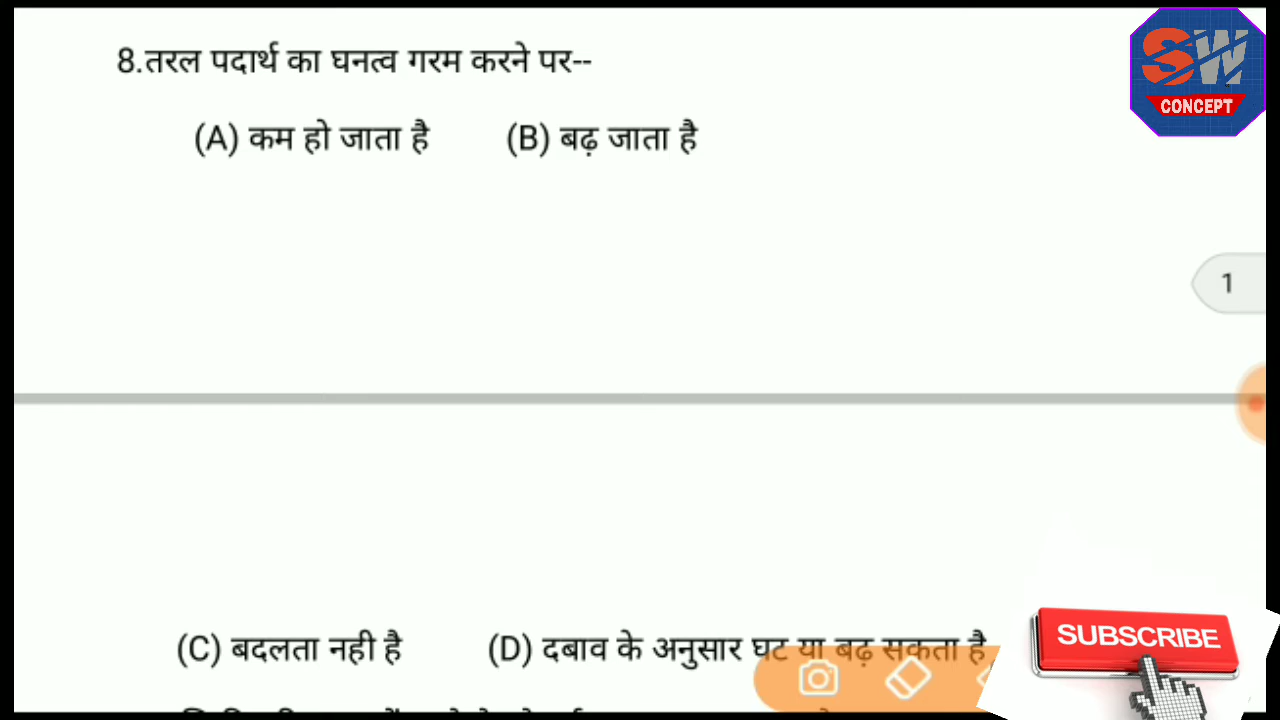 8.तरल पदार्थ का घनत्व गरम करने पर--
(A) कम हो जाता है (B) बढ़ जाता है
1
(C) बदलता नही है (D) दबाव के अनुसार घट या बढ़ सकता है
SW
CONCEPT
SUBSCRIBE